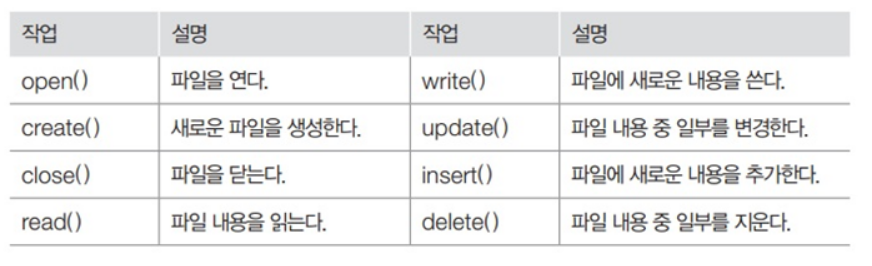 작업 설명 작업 설명
open() 파일을 연다. write() 파일에 새로운 내용을 쓴다.
create() 새로운 파일을 생성한다. update() 파일 내용 중 일부를 변경한다.
close() 파일을 닫는다. insert() 파일에 새로운 내용을 추가한다.
read() 파일 내용을 읽는다. delete() 파일 내용 중 일부를 지운다.